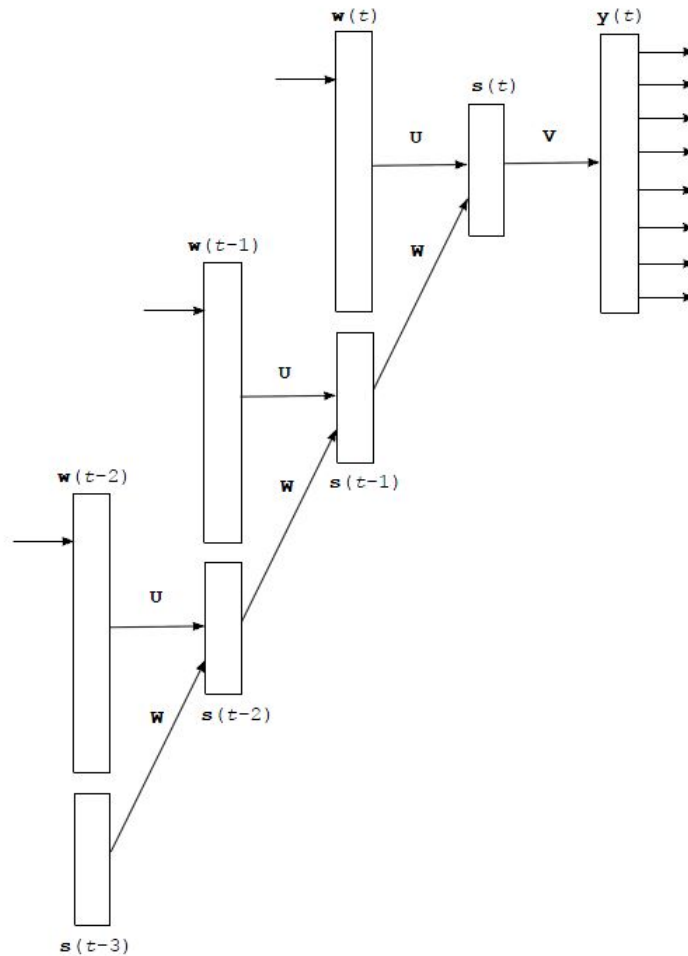 w(t) y(t)
s(t)
U V
w(t-1) W
U
w(t-2) W s(t-1)
U
W s(t-2)
s(t-3)